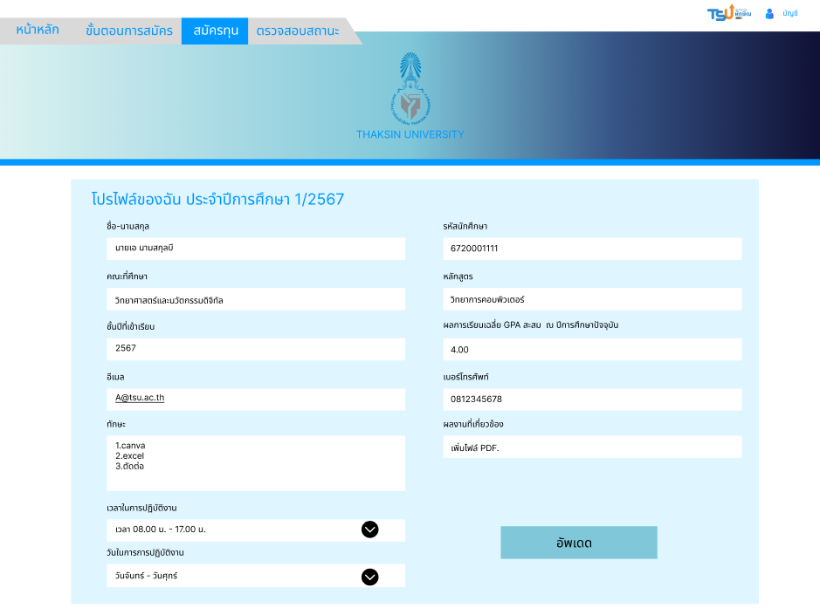 TSU
บัญชี
หน้าหลัก
ขั้นตอนการสมัคร
สมัครทุน
ตรวจสอบสถานะ
THAKSIN UNIVERSITY
โปรไฟล์ของฉัน ประจำปีการศึกษา 1/2567
ชื่อ-นามสกุล
นายเอ นามสกุลบี
รหัสนักศึกษา
6720001111
คณะที่ศึกษา
วิทยาศาสตร์และนวัตกรรมดิจิทัล
หลักสูตร
วิทยาการคอมพิวเตอร์
ชั้นปีที่เข้าเรียน
2567
ผลการเรียนเฉลี่ย GPA สะสม ณ ปีการศึกษาปัจจุบัน
4.00
อีเมล
A@tsu.ac.th
เบอร์โทรศัพท์
0812345678
ทักษะ
1.canva
2.excel
3.ตัดต่อ
ผลงานที่เกี่ยวข้อง
เพิ่มไฟล์ PDF.
เวลาในการปฏิบัติงาน
เวลา 08.00 น. - 17.00 น.
วันในการการปฏิบัติงาน
วันจันทร์ - วันศุกร์
อัพเดต